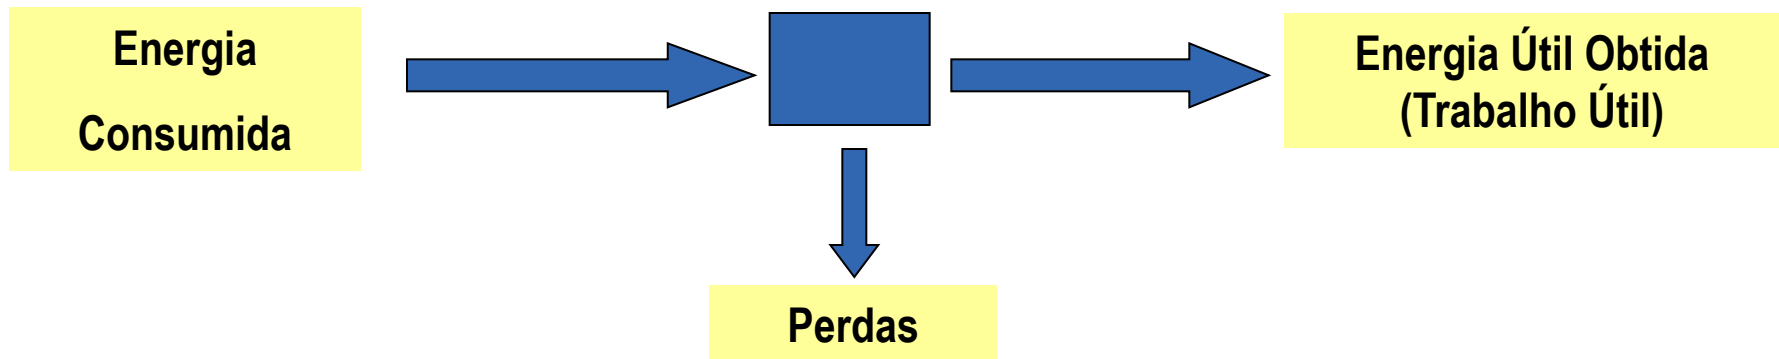 Energia
Consumida
Energia Útil Obtida
(Trabalho Útil)
Perdas